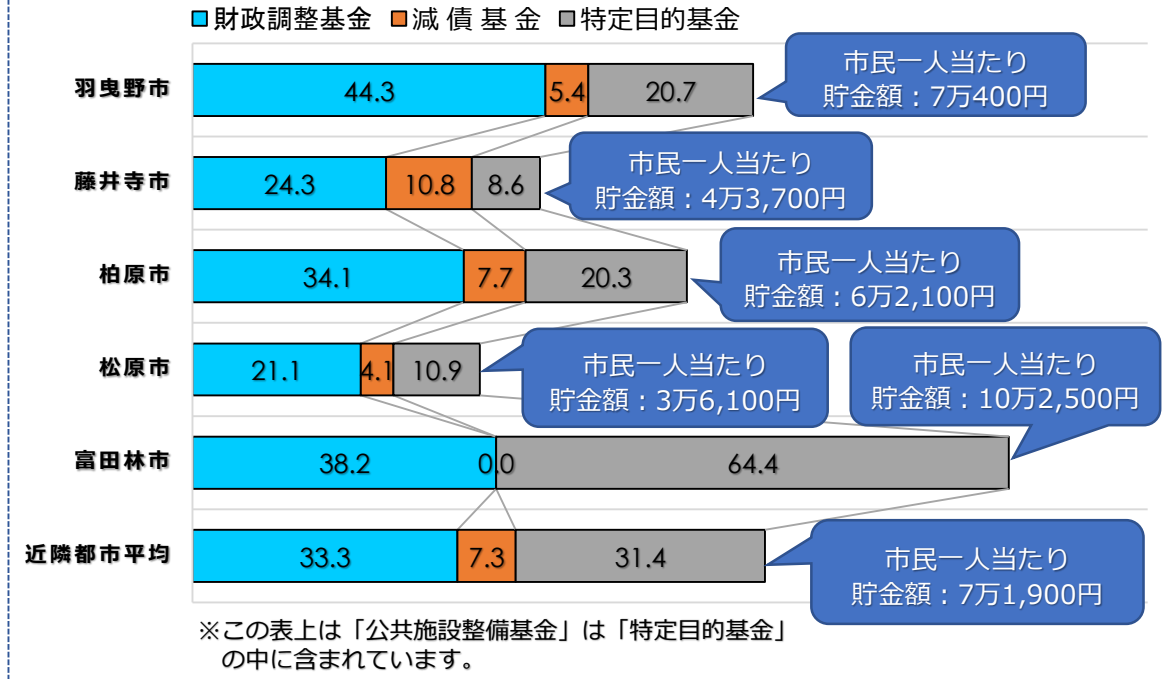 ■財政調整基金 ■減 債 基 金 ■特定目的基金
羽曳野市
44.3
5.4
20.7
市民一人当たり
貯金額：7万400円
藤井寺市
24.3
10.8
8.6
市民一人当たり
貯金額：4万3,700円
柏原市
34.1
7.7
20.3
市民一人当たり
貯金額：6万2,100円
松原市
21.1
4.1
10.9
市民一人当たり
貯金額：3万6,100円
市民一人当たり
貯金額：10万2,500円
富田林市
38.2
0.0
64.4
近隣都市平均
33.3
7.3
31.4
市民一人当たり
貯金額：7万1,900円
※この表上は「公共施設整備基金」は「特定目的基金」
の中に含まれています。